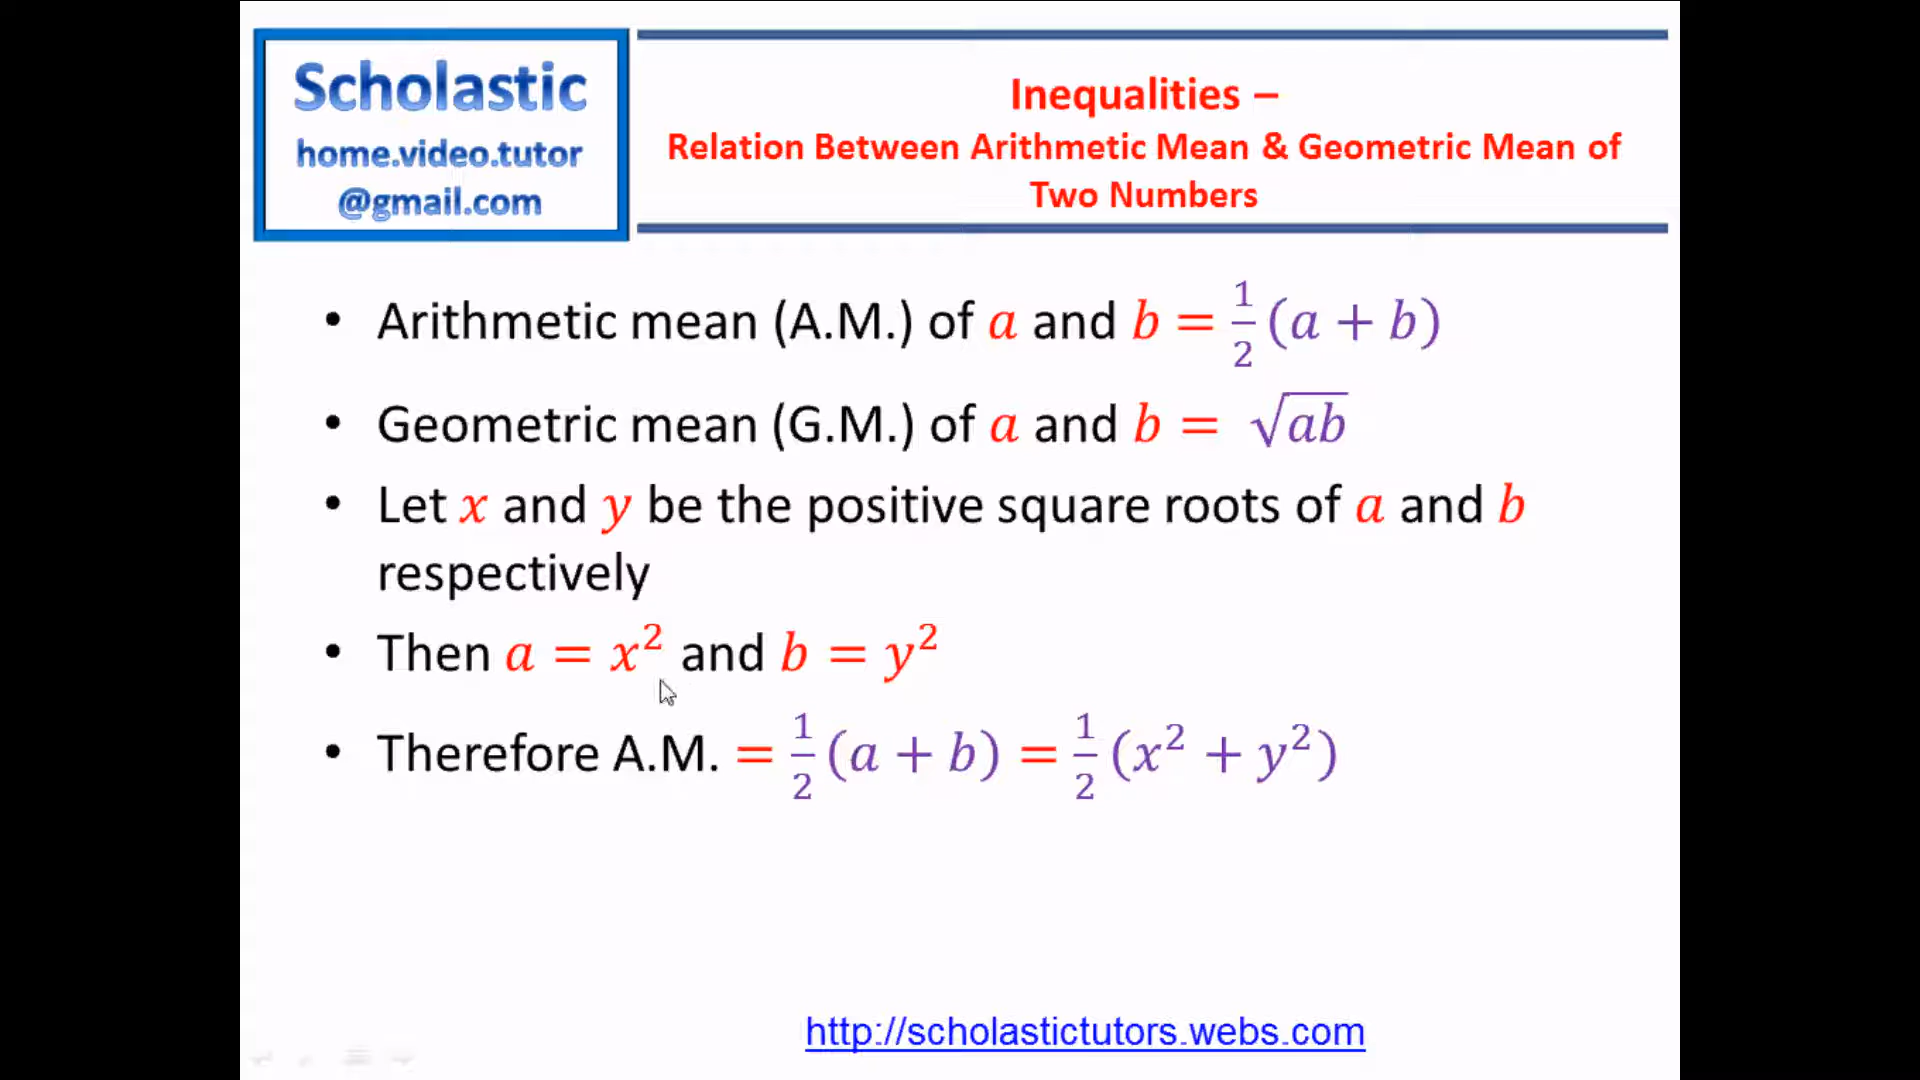 Scholastic
home.video.tutor
@gmail.com
Inequalities –
Relation Between Arithmetic Mean & Geometric Mean of
Two Numbers
• Arithmetic mean (A.M.) of a and b = 1/2 (a + b)
• Geometric mean (G.M.) of a and b = √ab
• Let x and y be the positive square roots of a and b
respectively
• Then a = x² and b = y²
• Therefore A.M. = 1/2 (a + b) = 1/2 (x² + y²)
http://scholastictutors.webs.com